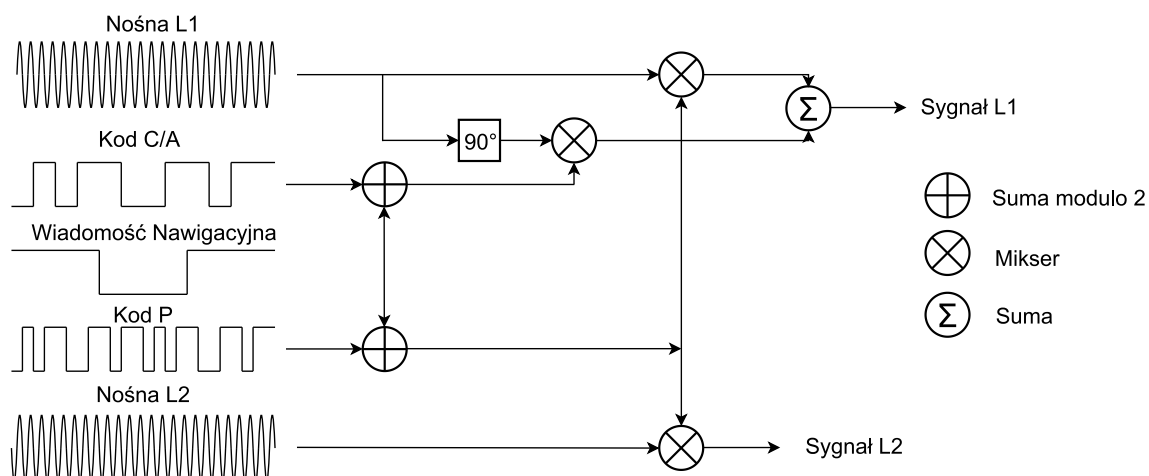 Nośna L1
Kod C/A
90°
Σ
Sygnał L1
Wiadomość Nawigacyjna
Kod P
Nośna L2
Sygnał L2
Suma modulo 2
Mikser
Σ
Suma